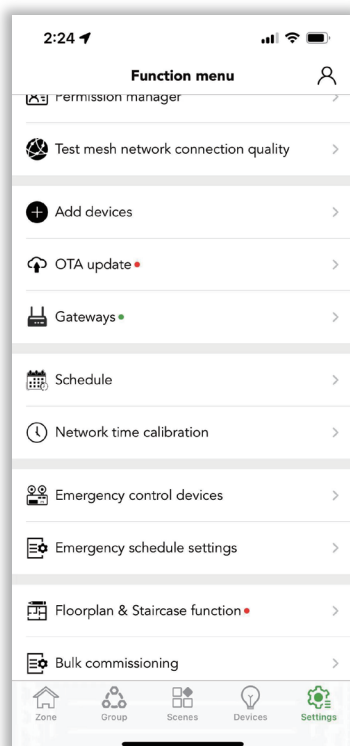 2:24
Function menu
Permission manager
Test mesh network connection quality
Add devices
OTA update
Gateways
Schedule
Network time calibration
Emergency control devices
Emergency schedule settings
Floorplan & Staircase function
Bulk commissioning
Zone Group Scenes Devices Settings